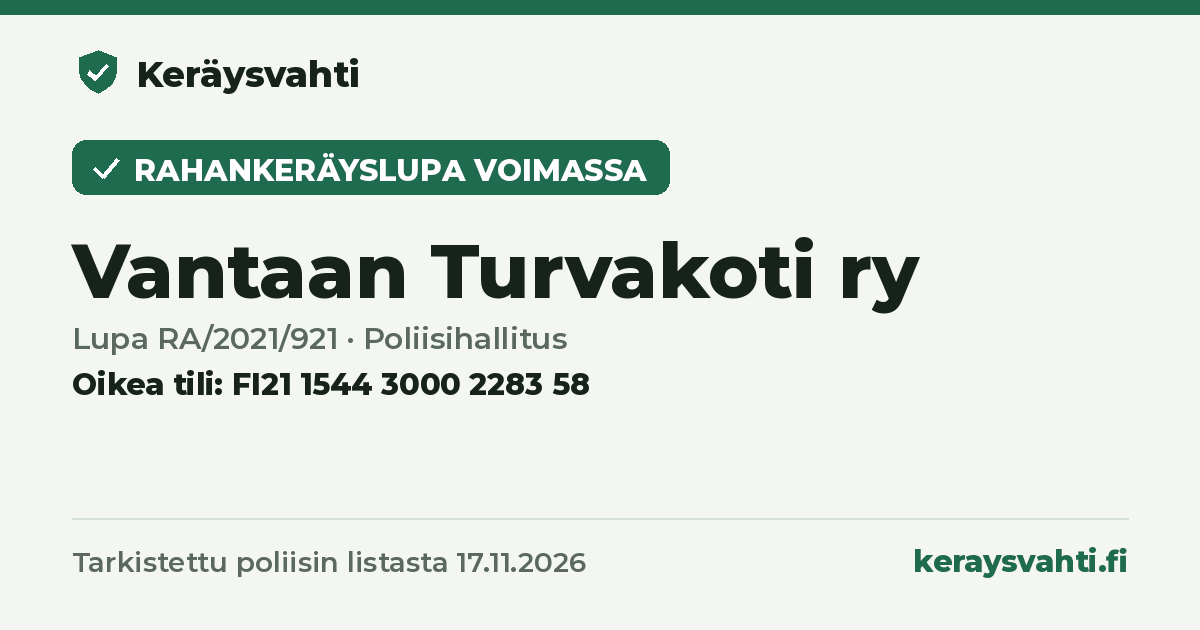 Keräysvahti
RAHANKERÄYSLUPA VOIMASSA
Vantaan Turvakoti ry
Lupa RA/2021/921 · Poliisihallitus
Oikea tili: FI21 1544 3000 2283 58
Tarkistettu poliisin listasta 17.11.2026
keraysvahti.fi